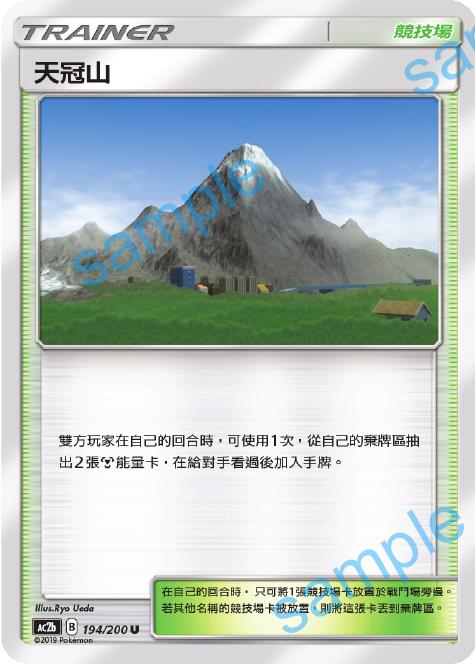 TRAINER
競技場
天冠山
sample
sample
雙方玩家在自己的回合時，可使用1次，從自己的棄牌區抽
出2張能量卡，在給對手看過後加入手牌。
sample
在自己的回合時，只可將1張競技場卡放置於戰鬥場旁邊。
若其他名稱的競技場卡被放置，則將這張卡丟到棄牌區。
Illus.Ryo Ueda
AC2b B 194/200 U
©2019 Pokémon